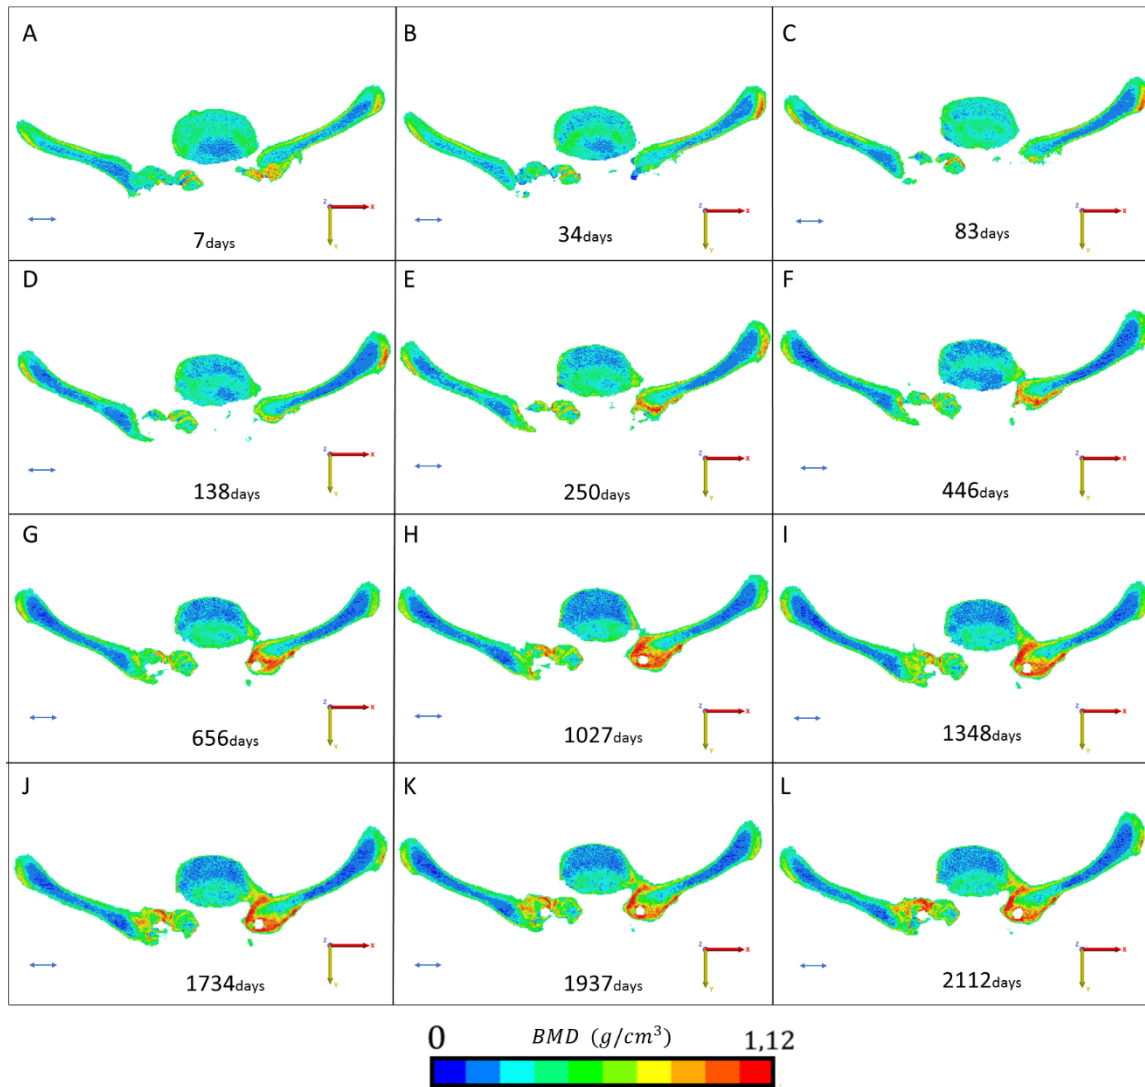 A
B
C
Z
X
Y
Z
X
Y
Z
X
Y
7days
34days
83days
D
E
F
Z
X
Y
Z
X
Y
Z
X
Y
138days
250days
446days
G
H
I
Z
X
Y
Z
X
Y
Z
X
Y
656days
1027days
1348days
J
K
L
Z
X
Y
Z
X
Y
Z
X
Y
1734days
1937days
2112days
0 BMD (g/cm³) 1,12